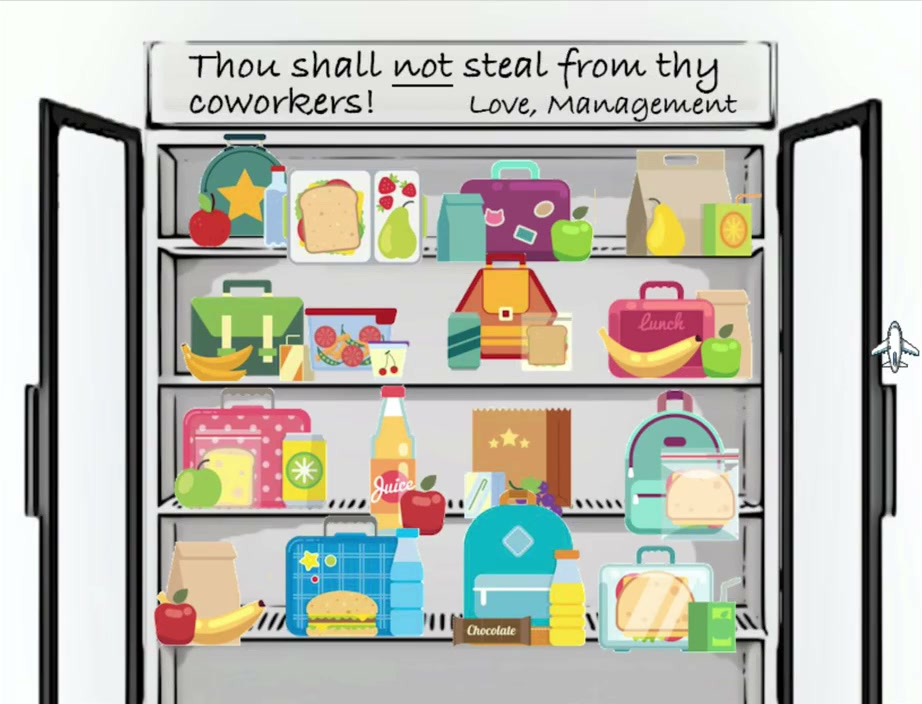 Thou shall not steal from thy
coworkers! Love, Management
Lunch
Juice
Chocolate